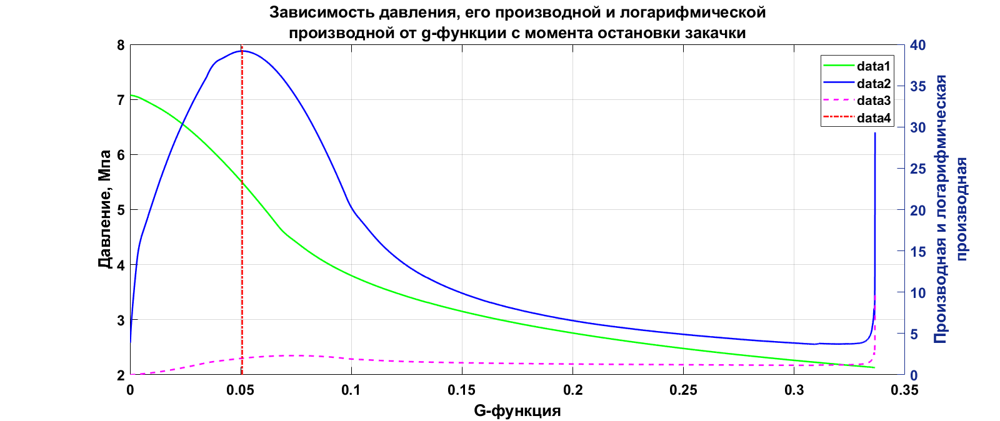 Зависимость давления, его производной и логарифмической
производной от g-функции с момента остановки закачки
8
7
6
5
4
3
2
Давление, Мпа
0
0.05
0.1
0.15
0.2
0.25
0.3
0.35
G-функция
40
35
30
25
20
15
10
5
0
Производная и логарифмическая
производная
data1
data2
data3
data4